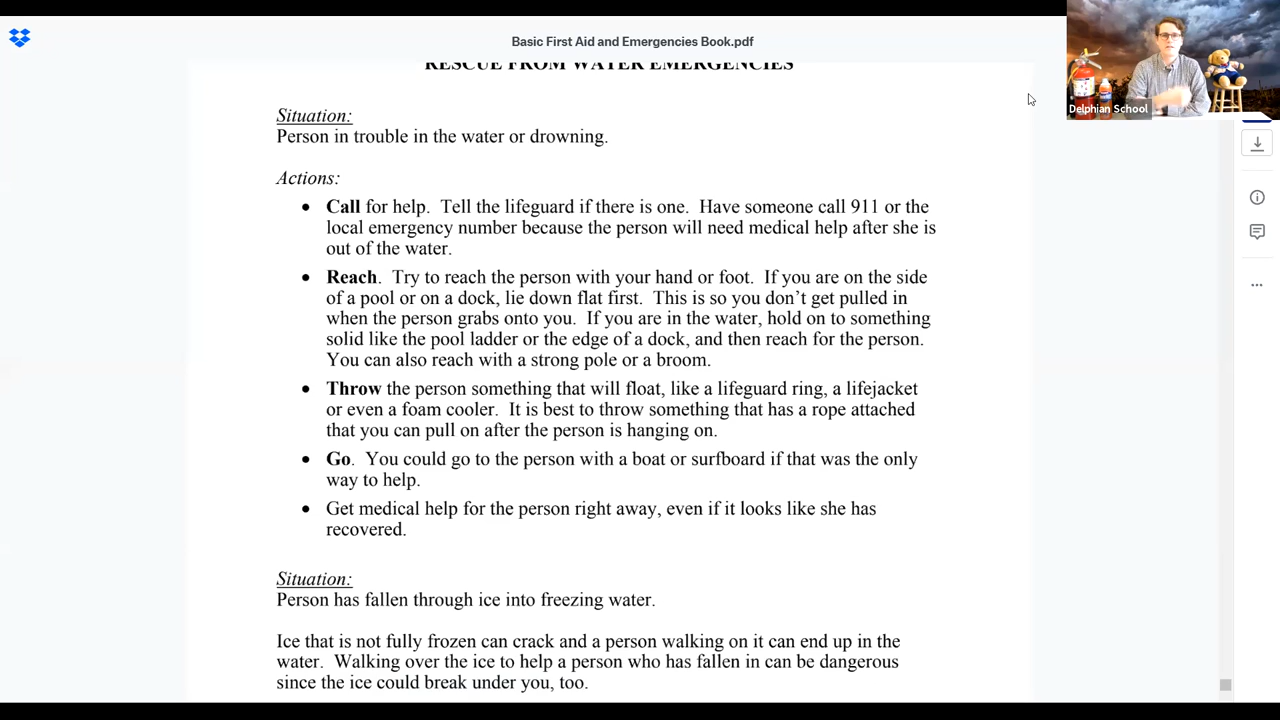 Basic First Aid and Emergencies Book.pdf
RESCUE FROM WATER EMERGENCIES
Delphian School
Situation:
Person in trouble in the water or drowning.
Actions:
• Call for help. Tell the lifeguard if there is one. Have someone call 911 or the
local emergency number because the person will need medical help after she is
out of the water.
• Reach. Try to reach the person with your hand or foot. If you are on the side
of a pool or on a dock, lie down flat first. This is so you don’t get pulled in
when the person grabs onto you. If you are in the water, hold on to something
solid like the pool ladder or the edge of a dock, and then reach for the person.
You can also reach with a strong pole or a broom.
• Throw the person something that will float, like a lifeguard ring, a lifejacket
or even a foam cooler. It is best to throw something that has a rope attached
that you can pull on after the person is hanging on.
• Go. You could go to the person with a boat or surfboard if that was the only
way to help.
• Get medical help for the person right away, even if it looks like she has
recovered.
Situation:
Person has fallen through ice into freezing water.
Ice that is not fully frozen can crack and a person walking on it can end up in the
water. Walking over the ice to help a person who has fallen in can be dangerous
since the ice could break under you, too.